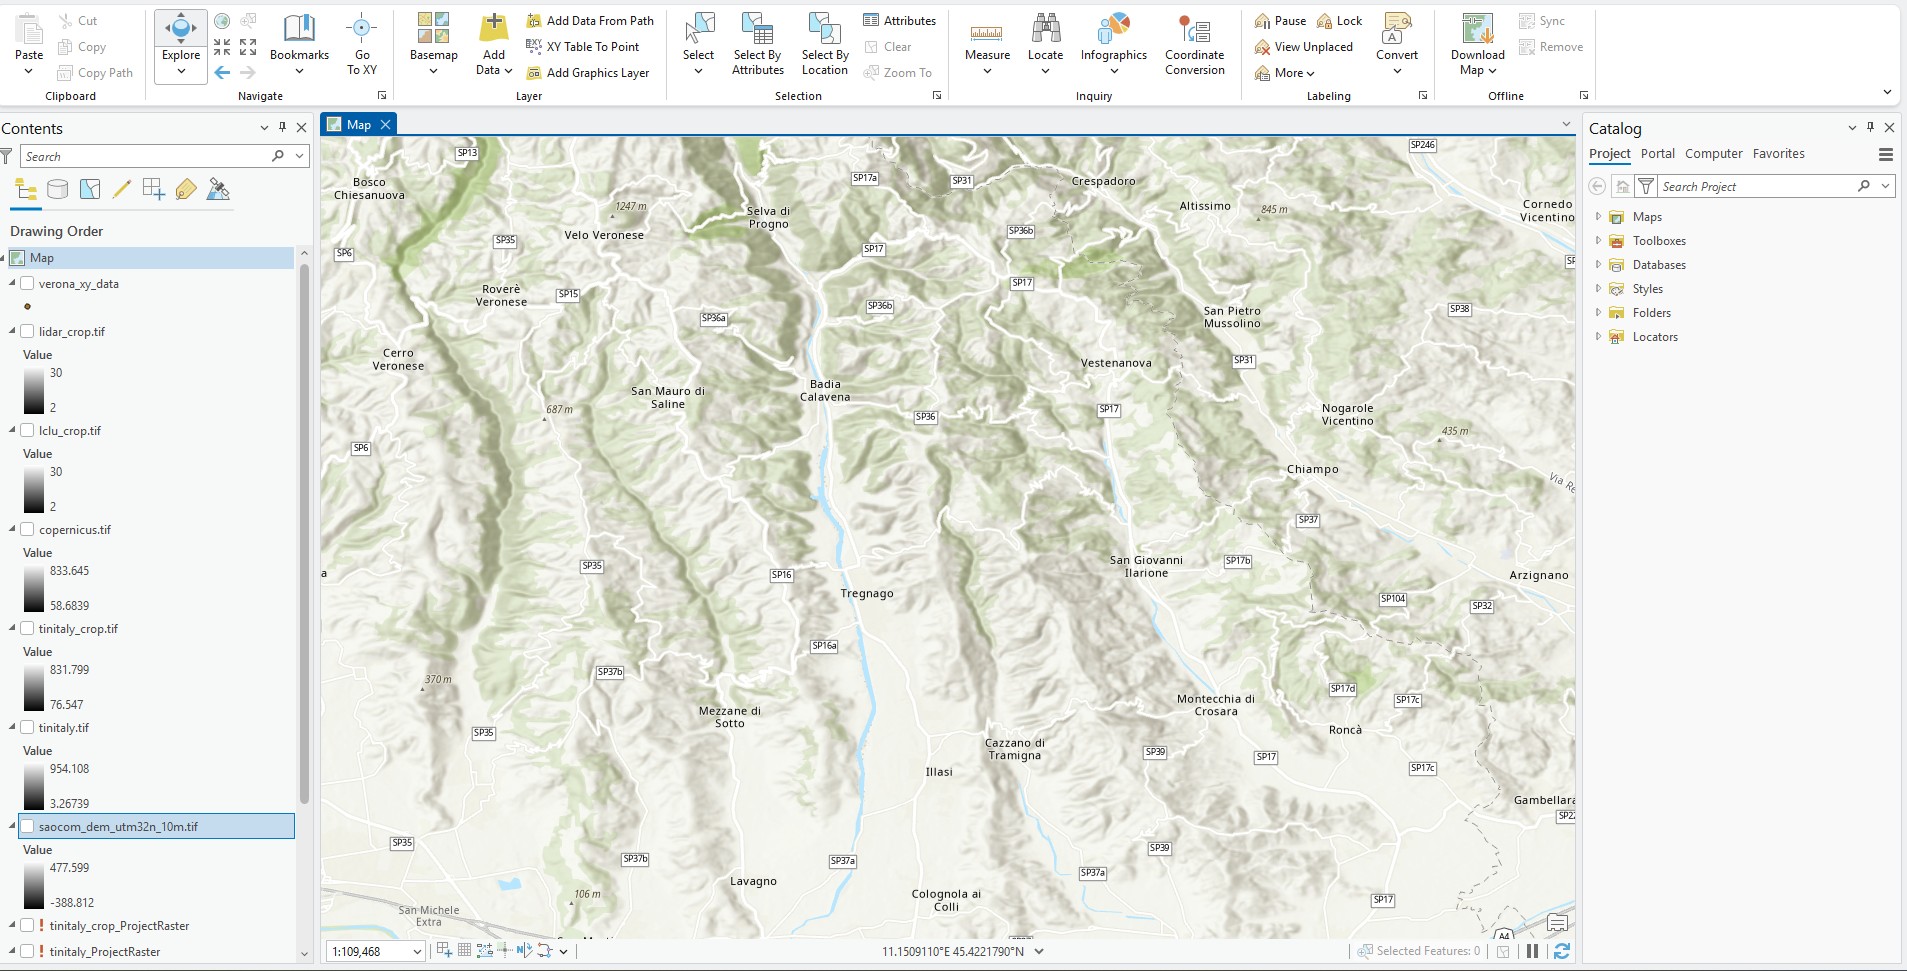 Paste
Cut
Copy
Copy Path
Clipboard
Explore
Bookmarks
Go
To XY
Navigate
Basemap
Add
Data
Add Data From Path
XY Table To Point
Add Graphics Layer
Layer
Select
Select By
Attributes
Select By
Location
Attributes
Clear
Zoom To
Selection
Measure
Locate
Infographics
Coordinate
Conversion
Inquiry
Pause
Lock
View Unplaced
More
Convert
Labeling
Download
Map
Sync
Remove
Offline
Contents
Search
Drawing Order
Map
verona_xy_data
lidar_crop.tif
Value
30
2
lclu_crop.tif
Value
30
2
copernicus.tif
Value
833.645
58.6839
tinitaly_crop.tif
Value
831.799
76.547
tinitaly.tif
Value
954.108
3.26739
saocom_dem_utm32n_10m.tif
Value
477.599
-388.812
tinitaly_crop_ProjectRaster
tinitaly_ProjectRaster
Map
SP13
SP246
Bosco
Chiesanuova
SP17a
SP31
Crespadoro
1247 m
Selva di
Progno
Altissimo
845 m
Cornedo
Vicentino
Velo Veronese
SP35
SP36b
SP6
SP17
Roverè
Veronese
SP15
SP17
SP36b
SP36a
San Pietro
Mussolino
SP38
Cerro
Veronese
Vestenanova
SP31
San Mauro di
Saline
Badia
Calavena
687 m
SP36
SP17
Nogarole
Vicentino
435 m
SP6
Chiampo
Via Re
SP37
SP35
SP16
San Giovanni
Ilarione
SP17b
Arzignano
a
Tregnago
SP104
SP32
SP16a
SP37b
370 m
SP17d
SP17c
Montecchia di
Crosara
Mezzane di
Sotto
SP35
Roncà
Cazzano di
Tramigna
SP39
SP17
SP17c
Illasi
Gambellara
SP22
SP35
SP37b
SP37a
SP39
SP37a
106 m
Lavagno
Colognola ai
Colli
SP17
San Michele
Extra
A4
1:109,468
11.1509110°E 45.4221790°N
Selected Features: 0
Catalog
Project
Portal
Computer
Favorites
Search Project
Maps
Toolboxes
Databases
Styles
Folders
Locators